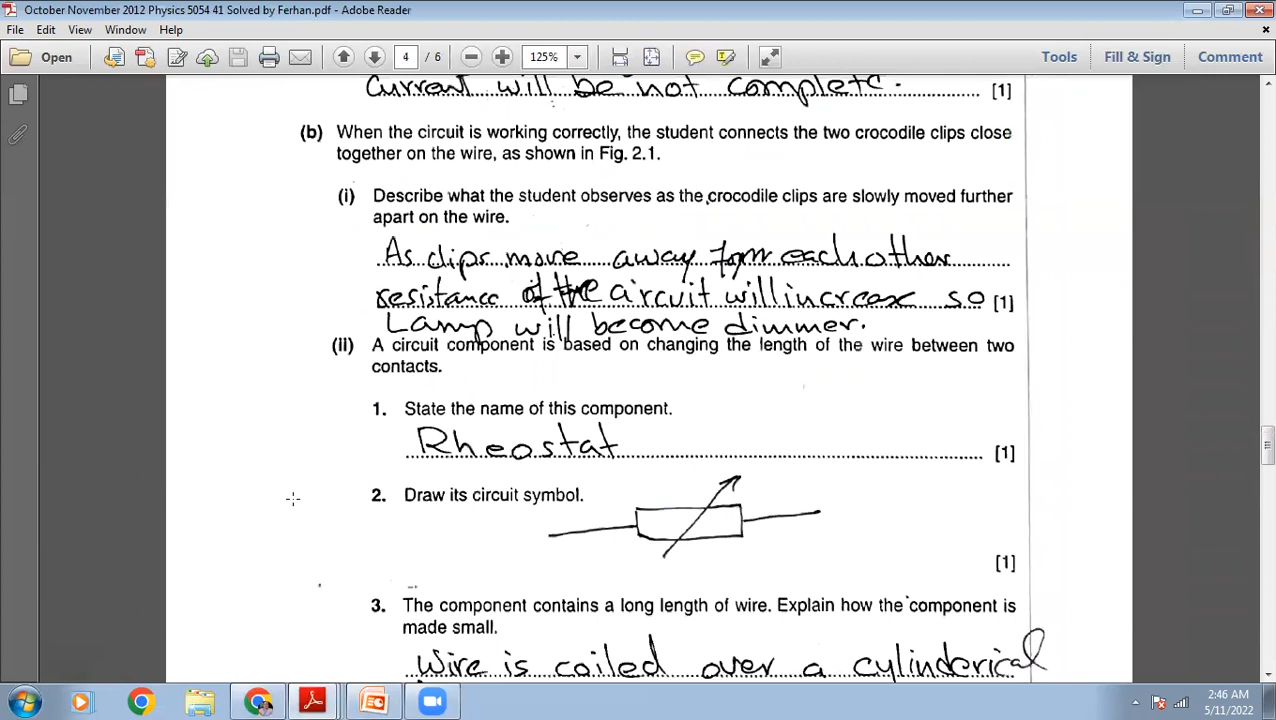 October November 2012 Physics 5054 41 Solved by Ferhan.pdf - Adobe Reader
File Edit View Window Help
Open 4 / 6 125% Tools Fill & Sign Comment
Current will be not complete. [1]
(b) When the circuit is working correctly, the student connects the two crocodile clips close
together on the wire, as shown in Fig. 2.1.
(i) Describe what the student observes as the crocodile clips are slowly moved further
apart on the wire.
As clips move away form each other
resistance of the circuit will increase so [1]
Lamp will become dimmer.
(ii) A circuit component is based on changing the length of the wire between two
contacts.
1. State the name of this component.
Rheostat [1]
2. Draw its circuit symbol.
[1]
3. The component contains a long length of wire. Explain how the component is
made small.
Wire is coiled over a cylinderical
2:46 AM
5/11/2022